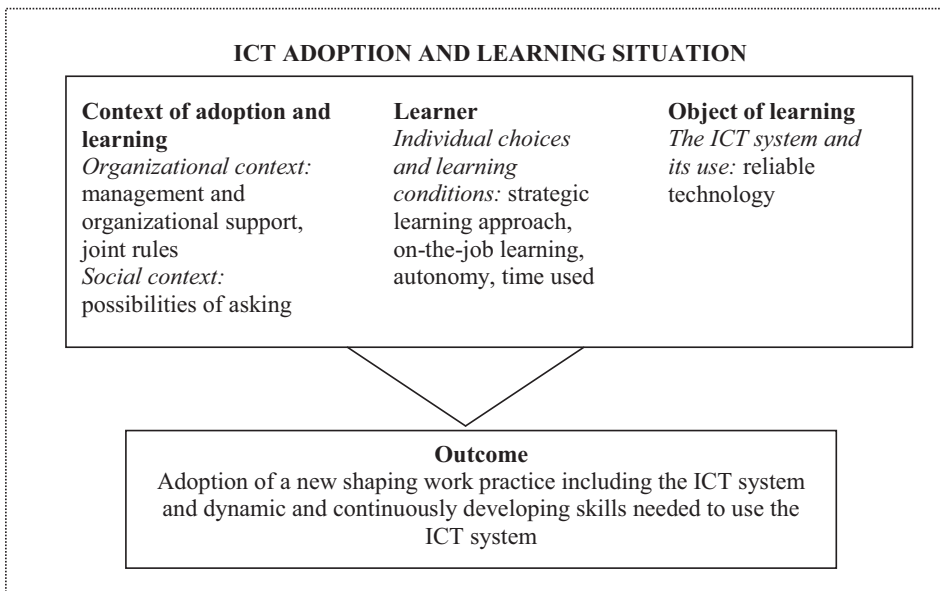 ICT ADOPTION AND LEARNING SITUATION
Context of adoption and
learning
Organizational context:
management and
organizational support,
joint rules
Social context:
possibilities of asking
Learner
Individual choices
and learning
conditions: strategic
learning approach,
on-the-job learning,
autonomy, time used
Object of learning
The ICT system and
its use: reliable
technology
Outcome
Adoption of a new shaping work practice including the ICT system
and dynamic and continuously developing skills needed to use the
ICT system